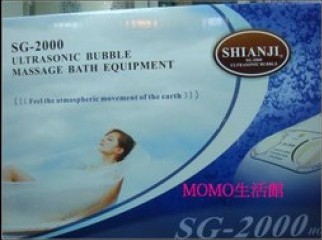 SG-2000
ULTRASONIC BUBBLE
MASSAGE BATH EQUIPMENT
[[[ Feel the atmospheric movement of the earth ]]]
SHIANJI
SG-2000
ULTRASONIC BUBBLE
MOMO生活館
SG-2000